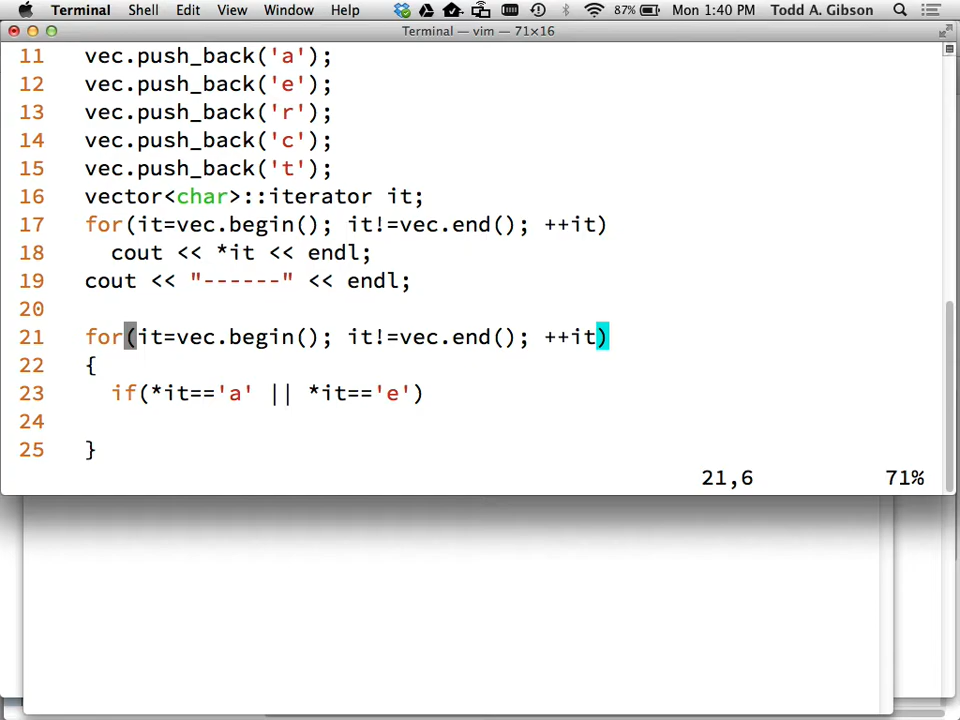 Terminal Shell Edit View Window Help 87% Mon 1:40 PM Todd A. Gibson
Terminal — vim — 71×16
11 vec.push_back('a');
12 vec.push_back('e');
13 vec.push_back('r');
14 vec.push_back('c');
15 vec.push_back('t');
16 vector<char>::iterator it;
17 for(it=vec.begin(); it!=vec.end(); ++it)
18 cout << *it << endl;
19 cout << "------" << endl;
20
21 for(it=vec.begin(); it!=vec.end(); ++it)
22 {
23 if(*it=='a' || *it=='e')
24
25 }
21,6 71%